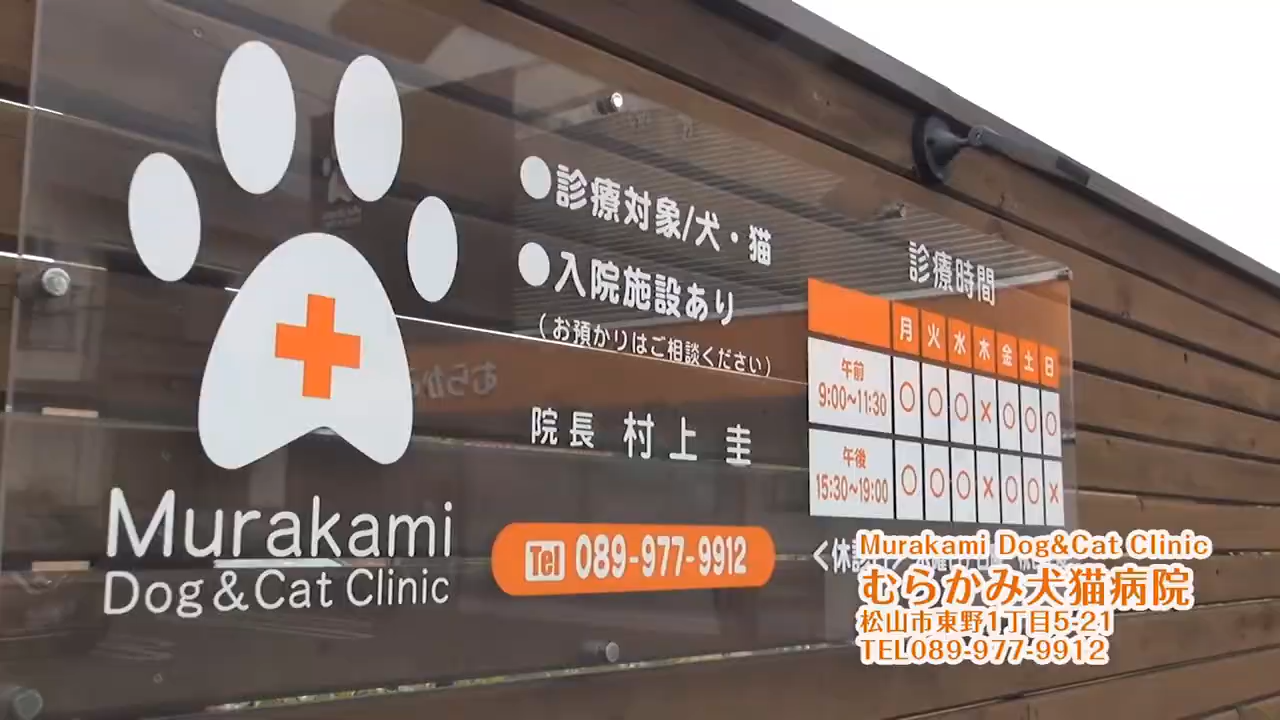 Murakami
Dog&Cat Clinic
●診療対象/犬・猫
●入院施設あり
(お預かりはご相談ください)
院長 村上 圭
Tel 089-977-9912
診療時間
月 火 水 木 金 土 日
午前 9:00~11:30 ○ ○ ○ × ○ ○ ○
午後 15:30~19:00 ○ ○ ○ × ○ ○ ×
Murakami Dog&Cat Clinic
むらかみ犬猫病院
松山市東野1丁目5-21
TEL089-977-9912